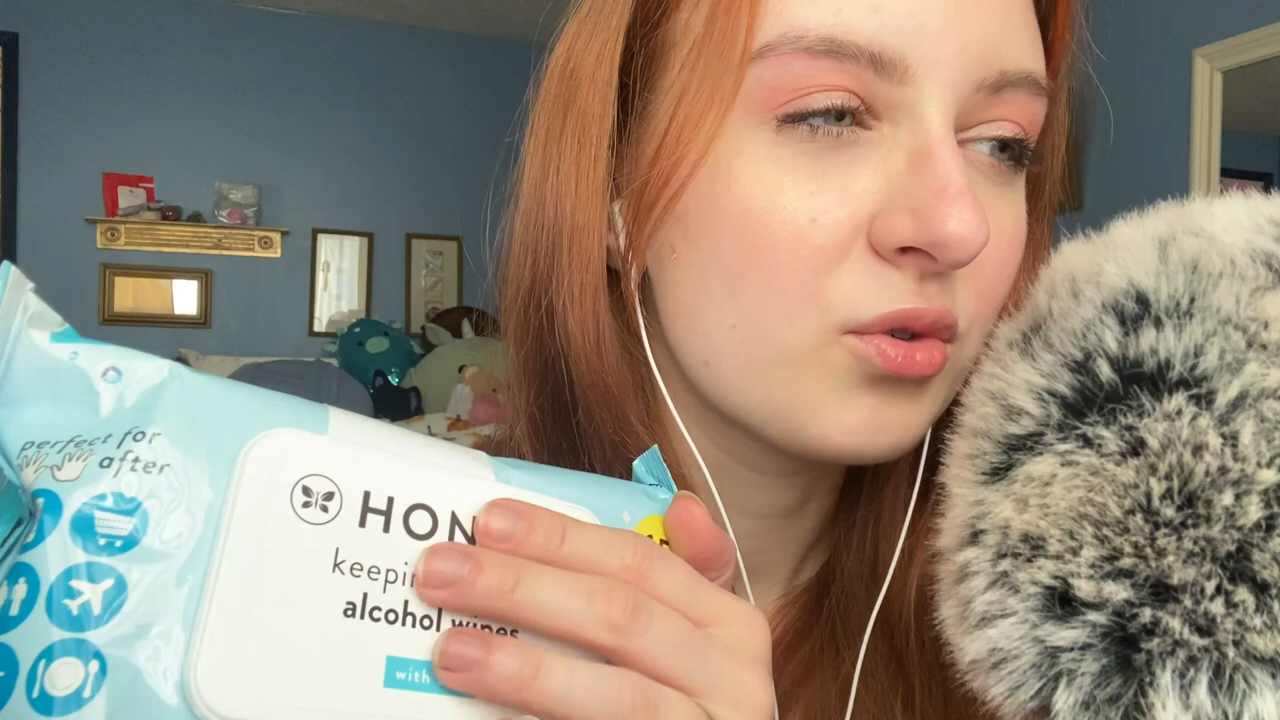 perfect for
after
HON
keepi
alcohol wipes
with